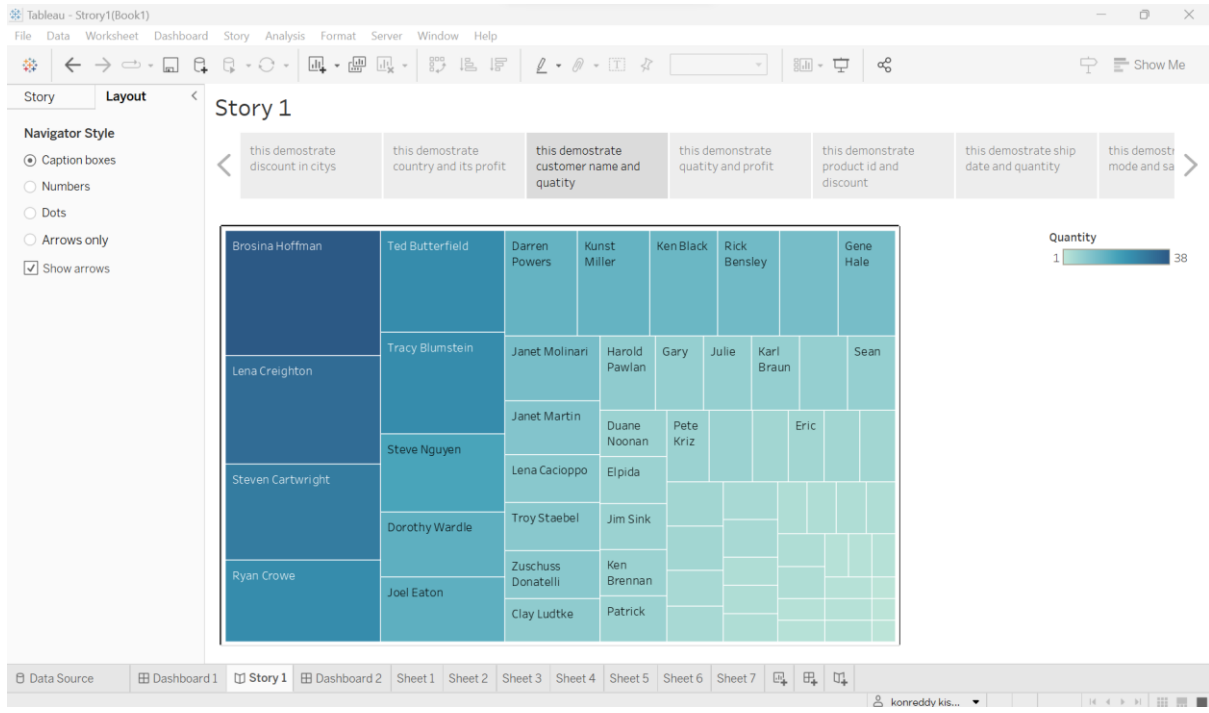 Tableau - Strory1(Book1)
File Data Worksheet Dashboard Story Analysis Format Server Window Help
Show Me
Story Layout
Navigator Style
Caption boxes
Numbers
Dots
Arrows only
Show arrows
Story 1
this demostrate
discount in citys
this demostrate
country and its profit
this demostrate
customer name and
quatity
this demonstrate
quatity and profit
this demonstrate
product id and
discount
this demostrate ship
date and quantity
this demostr
mode and sa
Brosina Hoffman
Lena Creighton
Steven Cartwright
Ryan Crowe
Ted Butterfield
Tracy Blumstein
Steve Nguyen
Dorothy Wardle
Joel Eaton
Darren
Powers
Kunst
Miller
Ken Black
Rick
Bensley
Gene
Hale
Janet Molinari
Janet Martin
Lena Cacioppo
Troy Staebel
Zuschuss
Donatelli
Clay Ludtke
Harold
Pawlan
Gary
Julie
Karl
Braun
Sean
Duane
Noonan
Elpida
Jim Sink
Ken
Brennan
Patrick
Pete
Kriz
Eric
Quantity
1 38
Data Source Dashboard 1 Story 1 Dashboard 2 Sheet 1 Sheet 2 Sheet 3 Sheet 4 Sheet 5 Sheet 6 Sheet 7
konreddy kis...